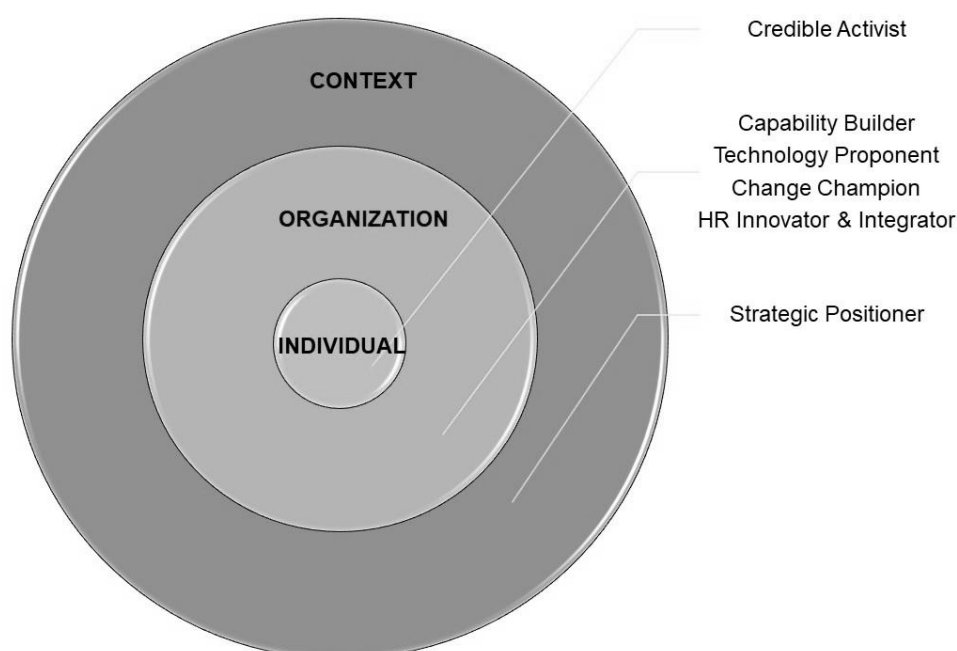 Credible Activist
CONTEXT
Capability Builder
Technology Proponent
Change Champion
HR Innovator & Integrator
ORGANIZATION
Strategic Positioner
INDIVIDUAL